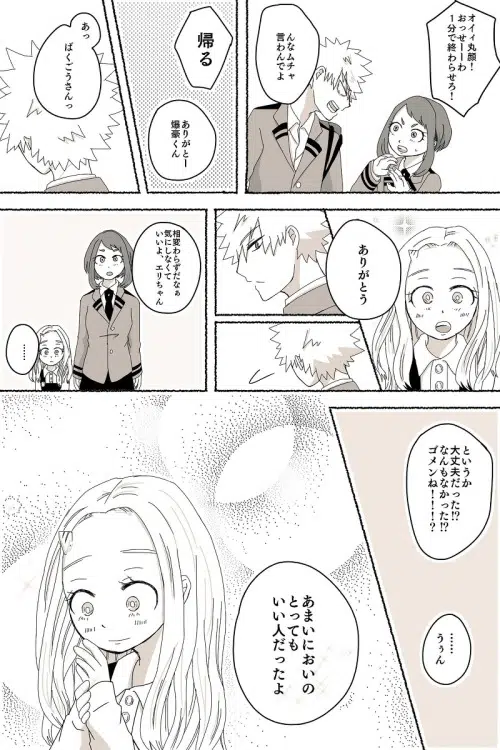 オイィ丸顔！
おっせーーわ
１分で終わらせろ！
んなムチャ
言わんでよ
帰る
ありがとー
爆豪くん
あっ
ばくごうさんっ
ありがとう
相変わらずだなぁ
気にしなくて
いいよ、エリちゃん
……
というか
大丈夫だった!?
なんもなかった!?
ゴメンね！！！？
……
うぅん
あまいにおいの
とっても
いい人だったよ